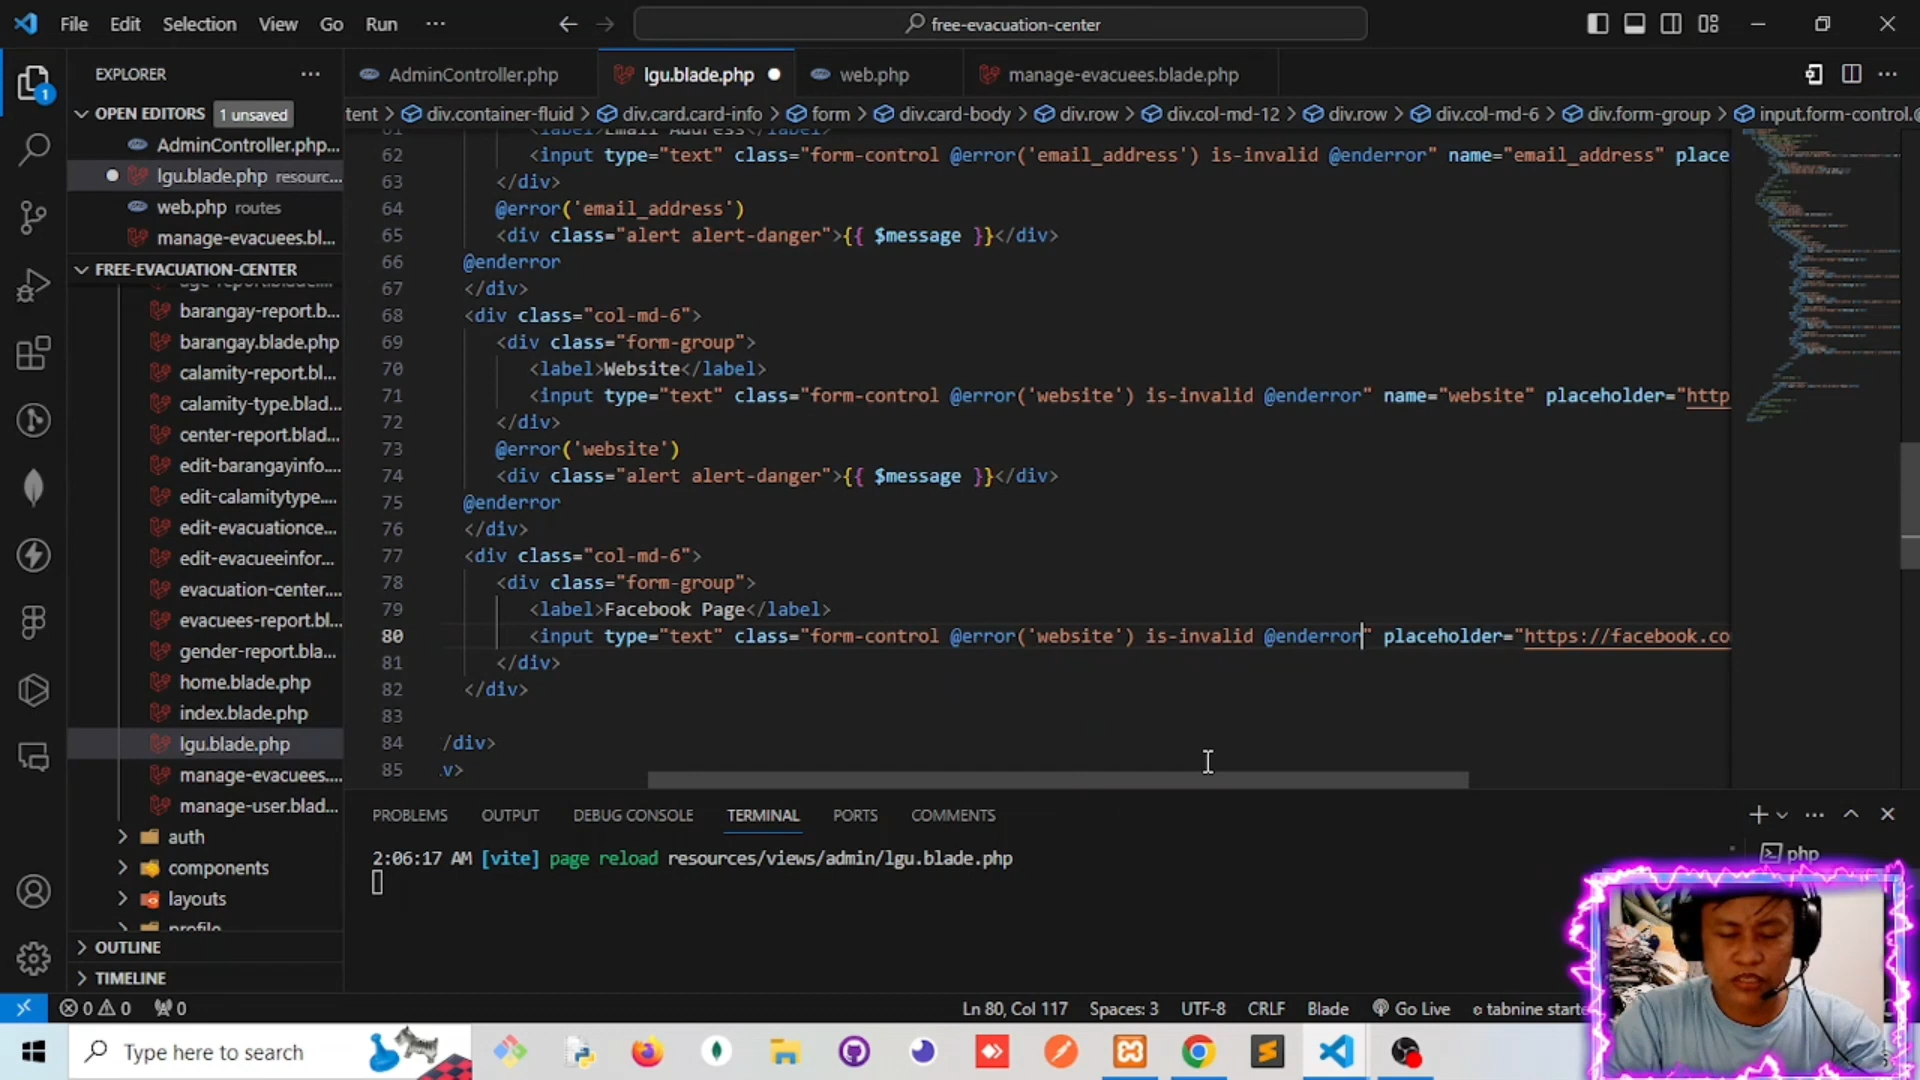 File Edit Selection View Go Run ··· free-evacuation-center
EXPLORER ···
AdminController.php lgu.blade.php web.php manage-evacuees.blade.php
OPEN EDITORS 1 unsaved
tent > div.container-fluid > div.card.card-info > form > div.card-body > div.row > div.col-md-12 > div.row > div.col-md-6 > div.form-group > input.form-control.@
AdminController.php...
lgu.blade.php resourc...
web.php routes
manage-evacuees.bl...
FREE-EVACUATION-CENTER
age-report.blade...
barangay-report.b...
barangay.blade.php
calamity-report.bl...
calamity-type.blad...
center-report.blad...
edit-barangayinfo....
edit-calamitytype....
edit-evacuationce...
edit-evacueeinfor...
evacuation-center....
evacuees-report.bl...
gender-report.bla...
home.blade.php
index.blade.php
lgu.blade.php
manage-evacuees....
manage-user.blad...
auth
components
layouts
profile
OUTLINE
TIMELINE
61 <label>Email Address</label>
62 <input type="text" class="form-control @error('email_address') is-invalid @enderror" name="email_address" place
63 </div>
64 @error('email_address')
65 <div class="alert alert-danger">{{ $message }}</div>
66 @enderror
67 </div>
68 <div class="col-md-6">
69 <div class="form-group">
70 <label>Website</label>
71 <input type="text" class="form-control @error('website') is-invalid @enderror" name="website" placeholder="http
72 </div>
73 @error('website')
74 <div class="alert alert-danger">{{ $message }}</div>
75 @enderror
76 </div>
77 <div class="col-md-6">
78 <div class="form-group">
79 <label>Facebook Page</label>
80 <input type="text" class="form-control @error('website') is-invalid @enderror" placeholder="https://facebook.co
81 </div>
82 </div>
83
84 /div>
85 v>
PROBLEMS OUTPUT DEBUG CONSOLE TERMINAL PORTS COMMENTS
2:06:17 AM [vite] page reload resources/views/admin/lgu.blade.php
php
0 0 0 Ln 80, Col 117 Spaces: 3 UTF-8 CRLF Blade Go Live tabnine starte
Type here to search